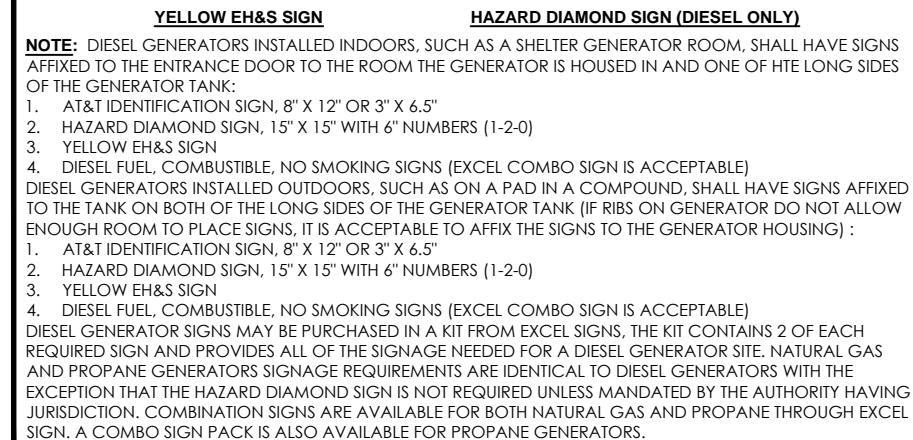 YELLOW EH&S SIGN HAZARD DIAMOND SIGN (DIESEL ONLY)
NOTE: DIESEL GENERATORS INSTALLED INDOORS, SUCH AS A SHELTER GENERATOR ROOM, SHALL HAVE SIGNS
AFFIXED TO THE ENTRANCE DOOR TO THE ROOM THE GENERATOR IS HOUSED IN AND ONE OF HTE LONG SIDES
OF THE GENERATOR TANK:
1. AT&T IDENTIFICATION SIGN, 8" X 12" OR 3" X 6.5"
2. HAZARD DIAMOND SIGN, 15" X 15" WITH 6" NUMBERS (1-2-0)
3. YELLOW EH&S SIGN
4. DIESEL FUEL, COMBUSTIBLE, NO SMOKING SIGNS (EXCEL COMBO SIGN IS ACCEPTABLE)
DIESEL GENERATORS INSTALLED OUTDOORS, SUCH AS ON A PAD IN A COMPOUND, SHALL HAVE SIGNS AFFIXED
TO THE TANK ON BOTH OF THE LONG SIDES OF THE GENERATOR TANK (IF RIBS ON GENERATOR DO NOT ALLOW
ENOUGH ROOM TO PLACE SIGNS, IT IS ACCEPTABLE TO AFFIX THE SIGNS TO THE GENERATOR HOUSING) :
1. AT&T IDENTIFICATION SIGN, 8" X 12" OR 3" X 6.5"
2. HAZARD DIAMOND SIGN, 15" X 15" WITH 6" NUMBERS (1-2-0)
3. YELLOW EH&S SIGN
4. DIESEL FUEL, COMBUSTIBLE, NO SMOKING SIGNS (EXCEL COMBO SIGN IS ACCEPTABLE)
DIESEL GENERATOR SIGNS MAY BE PURCHASED IN A KIT FROM EXCEL SIGNS, THE KIT CONTAINS 2 OF EACH
REQUIRED SIGN AND PROVIDES ALL OF THE SIGNAGE NEEDED FOR A DIESEL GENERATOR SITE. NATURAL GAS
AND PROPANE GENERATORS SIGNAGE REQUIREMENTS ARE IDENTICAL TO DIESEL GENERATORS WITH THE
EXCEPTION THAT THE HAZARD DIAMOND SIGN IS NOT REQUIRED UNLESS MANDATED BY THE AUTHORITY HAVING
JURISDICTION. COMBINATION SIGNS ARE AVAILABLE FOR BOTH NATURAL GAS AND PROPANE THROUGH EXCEL
SIGN. A COMBO SIGN PACK IS ALSO AVAILABLE FOR PROPANE GENERATORS.